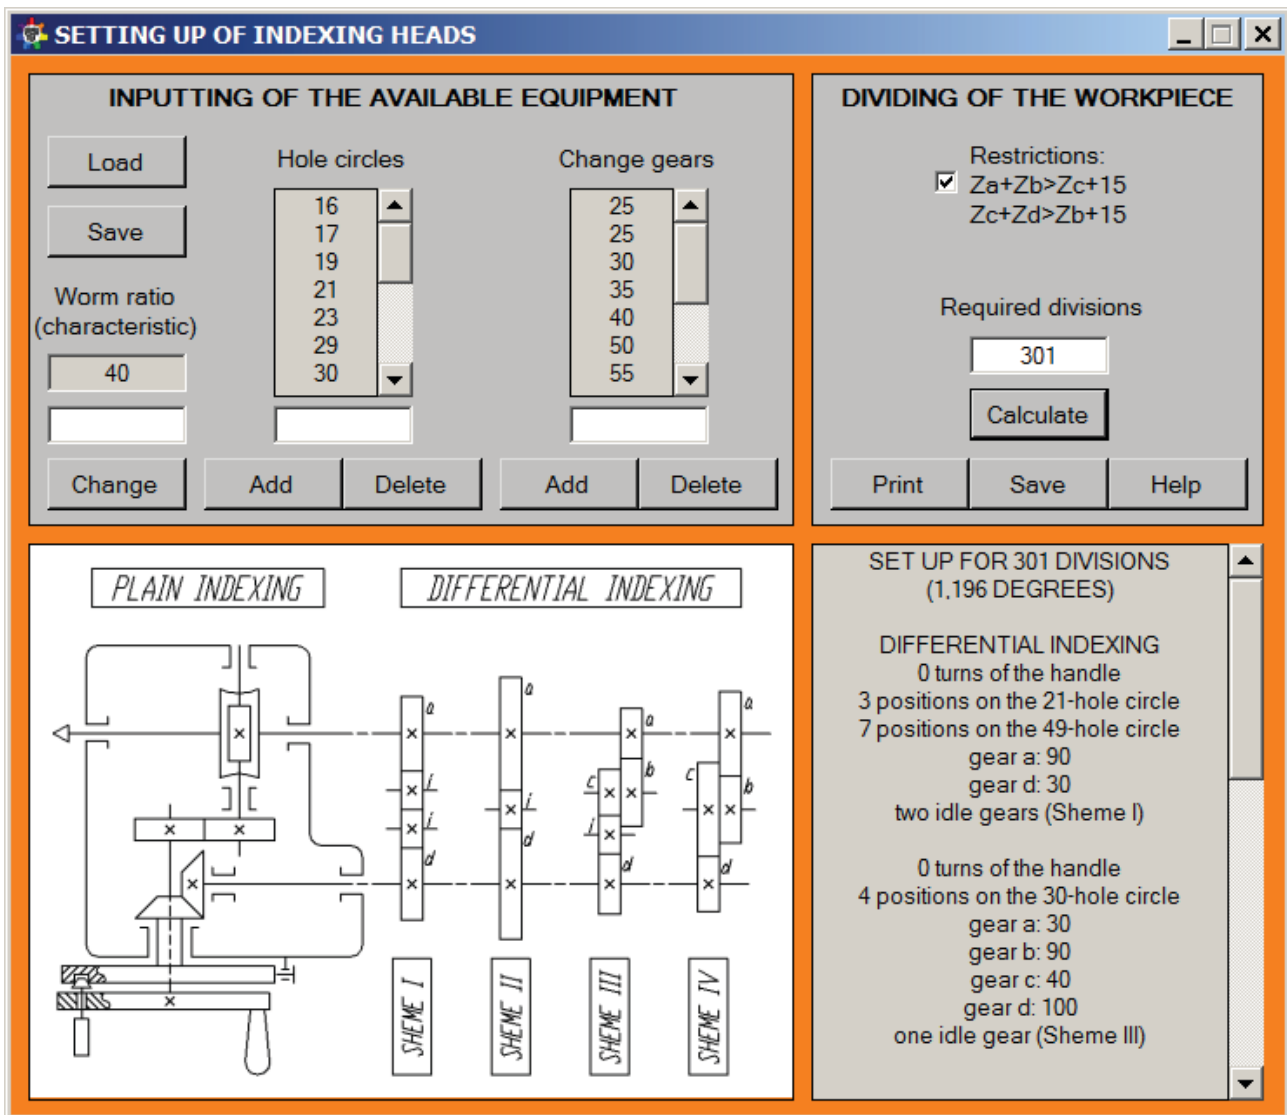 SETTING UP OF INDEXING HEADS
INPUTTING OF THE AVAILABLE EQUIPMENT
Load
Save
Worm ratio
(characteristic)
40
Change
Hole circles
16
17
19
21
23
29
30
Add
Delete
Change gears
25
25
30
35
40
50
55
Add
Delete
DIVIDING OF THE WORKPIECE
Restrictions:
Za+Zb>Zc+15
Zc+Zd>Zb+15
Required divisions
301
Calculate
Print
Save
Help
PLAIN INDEXING
DIFFERENTIAL INDEXING
a
i
i
d
a
i
d
a
b
c
i
d
a
c
b
d
SHEME I
SHEME II
SHEME III
SHEME IV
SET UP FOR 301 DIVISIONS
(1,196 DEGREES)
DIFFERENTIAL INDEXING
0 turns of the handle
3 positions on the 21-hole circle
7 positions on the 49-hole circle
gear a: 90
gear d: 30
two idle gears (Sheme I)
0 turns of the handle
4 positions on the 30-hole circle
gear a: 30
gear b: 90
gear c: 40
gear d: 100
one idle gear (Sheme III)